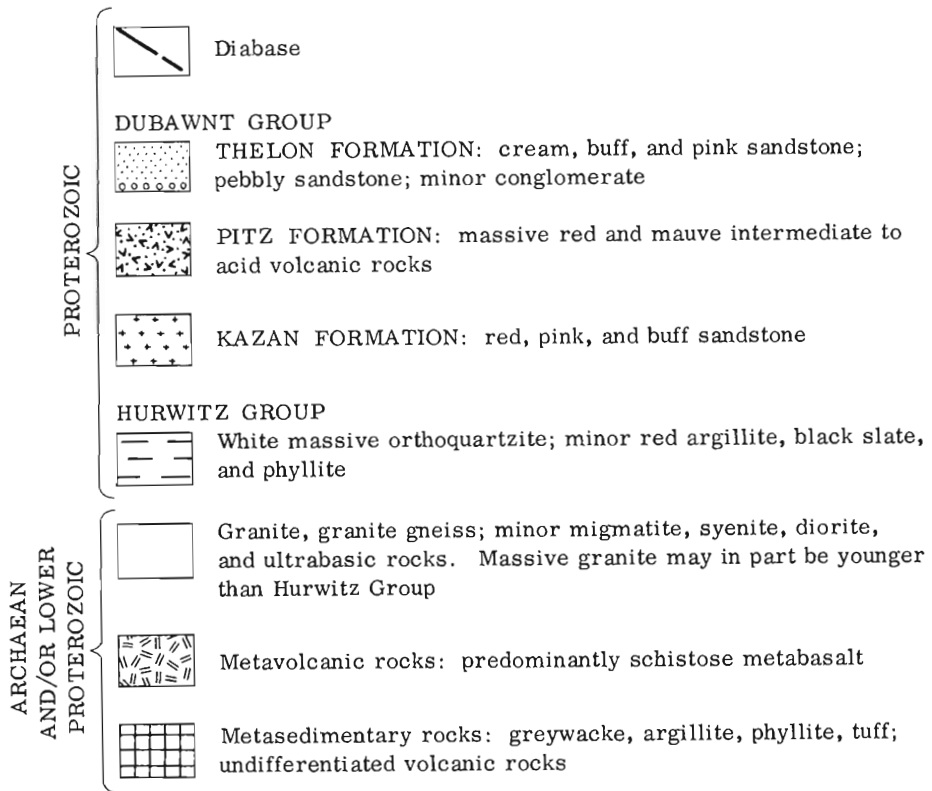 Diabase
PROTEROZOIC
DUBAWNT GROUP
THELON FORMATION: cream, buff, and pink sandstone;
pebbly sandstone; minor conglomerate
PITZ FORMATION: massive red and mauve intermediate to
acid volcanic rocks
KAZAN FORMATION: red, pink, and buff sandstone
HURWITZ GROUP
White massive orthoquartzite; minor red argillite, black slate,
and phyllite
ARCHAEAN
AND/OR LOWER
PROTEROZOIC
Granite, granite gneiss; minor migmatite, syenite, diorite,
and ultrabasic rocks. Massive granite may in part be younger
than Hurwitz Group
Metavolcanic rocks: predominantly schistose metabasalt
Metasedimentary rocks: greywacke, argillite, phyllite, tuff;
undifferentiated volcanic rocks